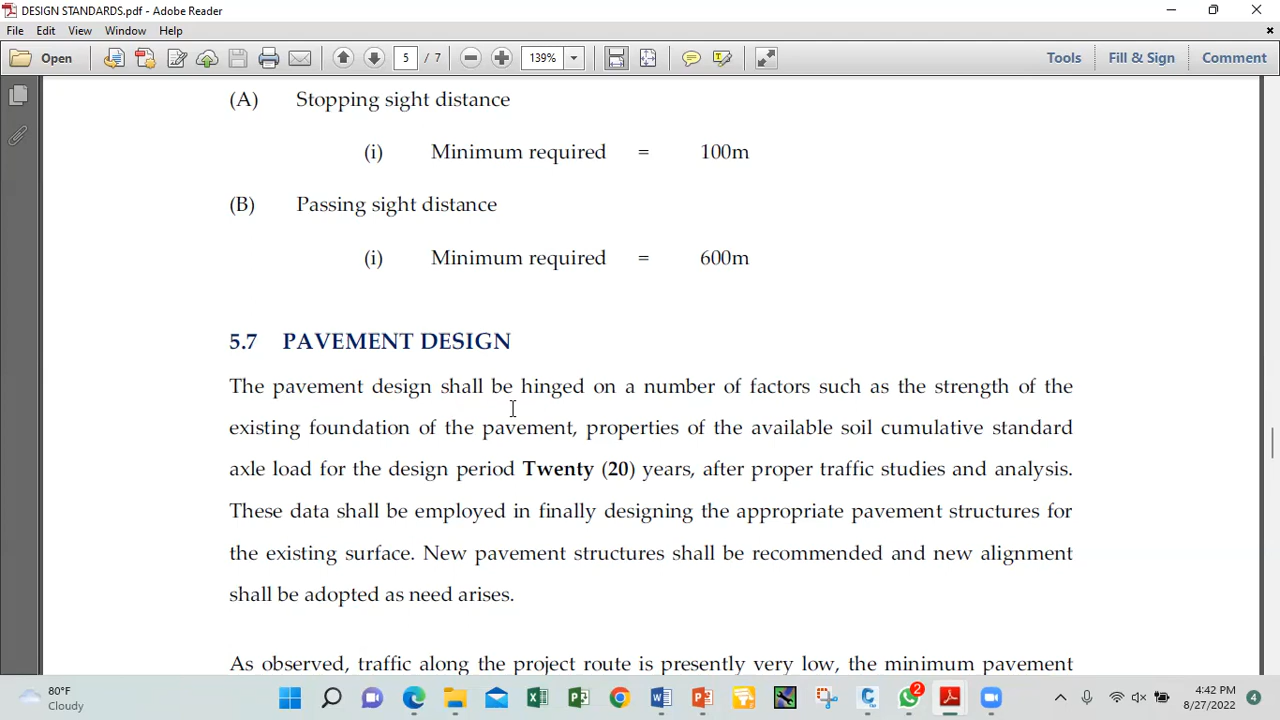 DESIGN STANDARDS.pdf - Adobe Reader
File Edit View Window Help
Open 5 / 7 139% Tools Fill & Sign Comment
(A) Stopping sight distance
(i) Minimum required = 100m
(B) Passing sight distance
(i) Minimum required = 600m
5.7 PAVEMENT DESIGN
The pavement design shall be hinged on a number of factors such as the strength of the
existing foundation of the pavement, properties of the available soil cumulative standard
axle load for the design period Twenty (20) years, after proper traffic studies and analysis.
These data shall be employed in finally designing the appropriate pavement structures for
the existing surface. New pavement structures shall be recommended and new alignment
shall be adopted as need arises.
As observed, traffic along the project route is presently very low, the minimum pavement
80°F
Cloudy
2
4:42 PM
8/27/2022
4